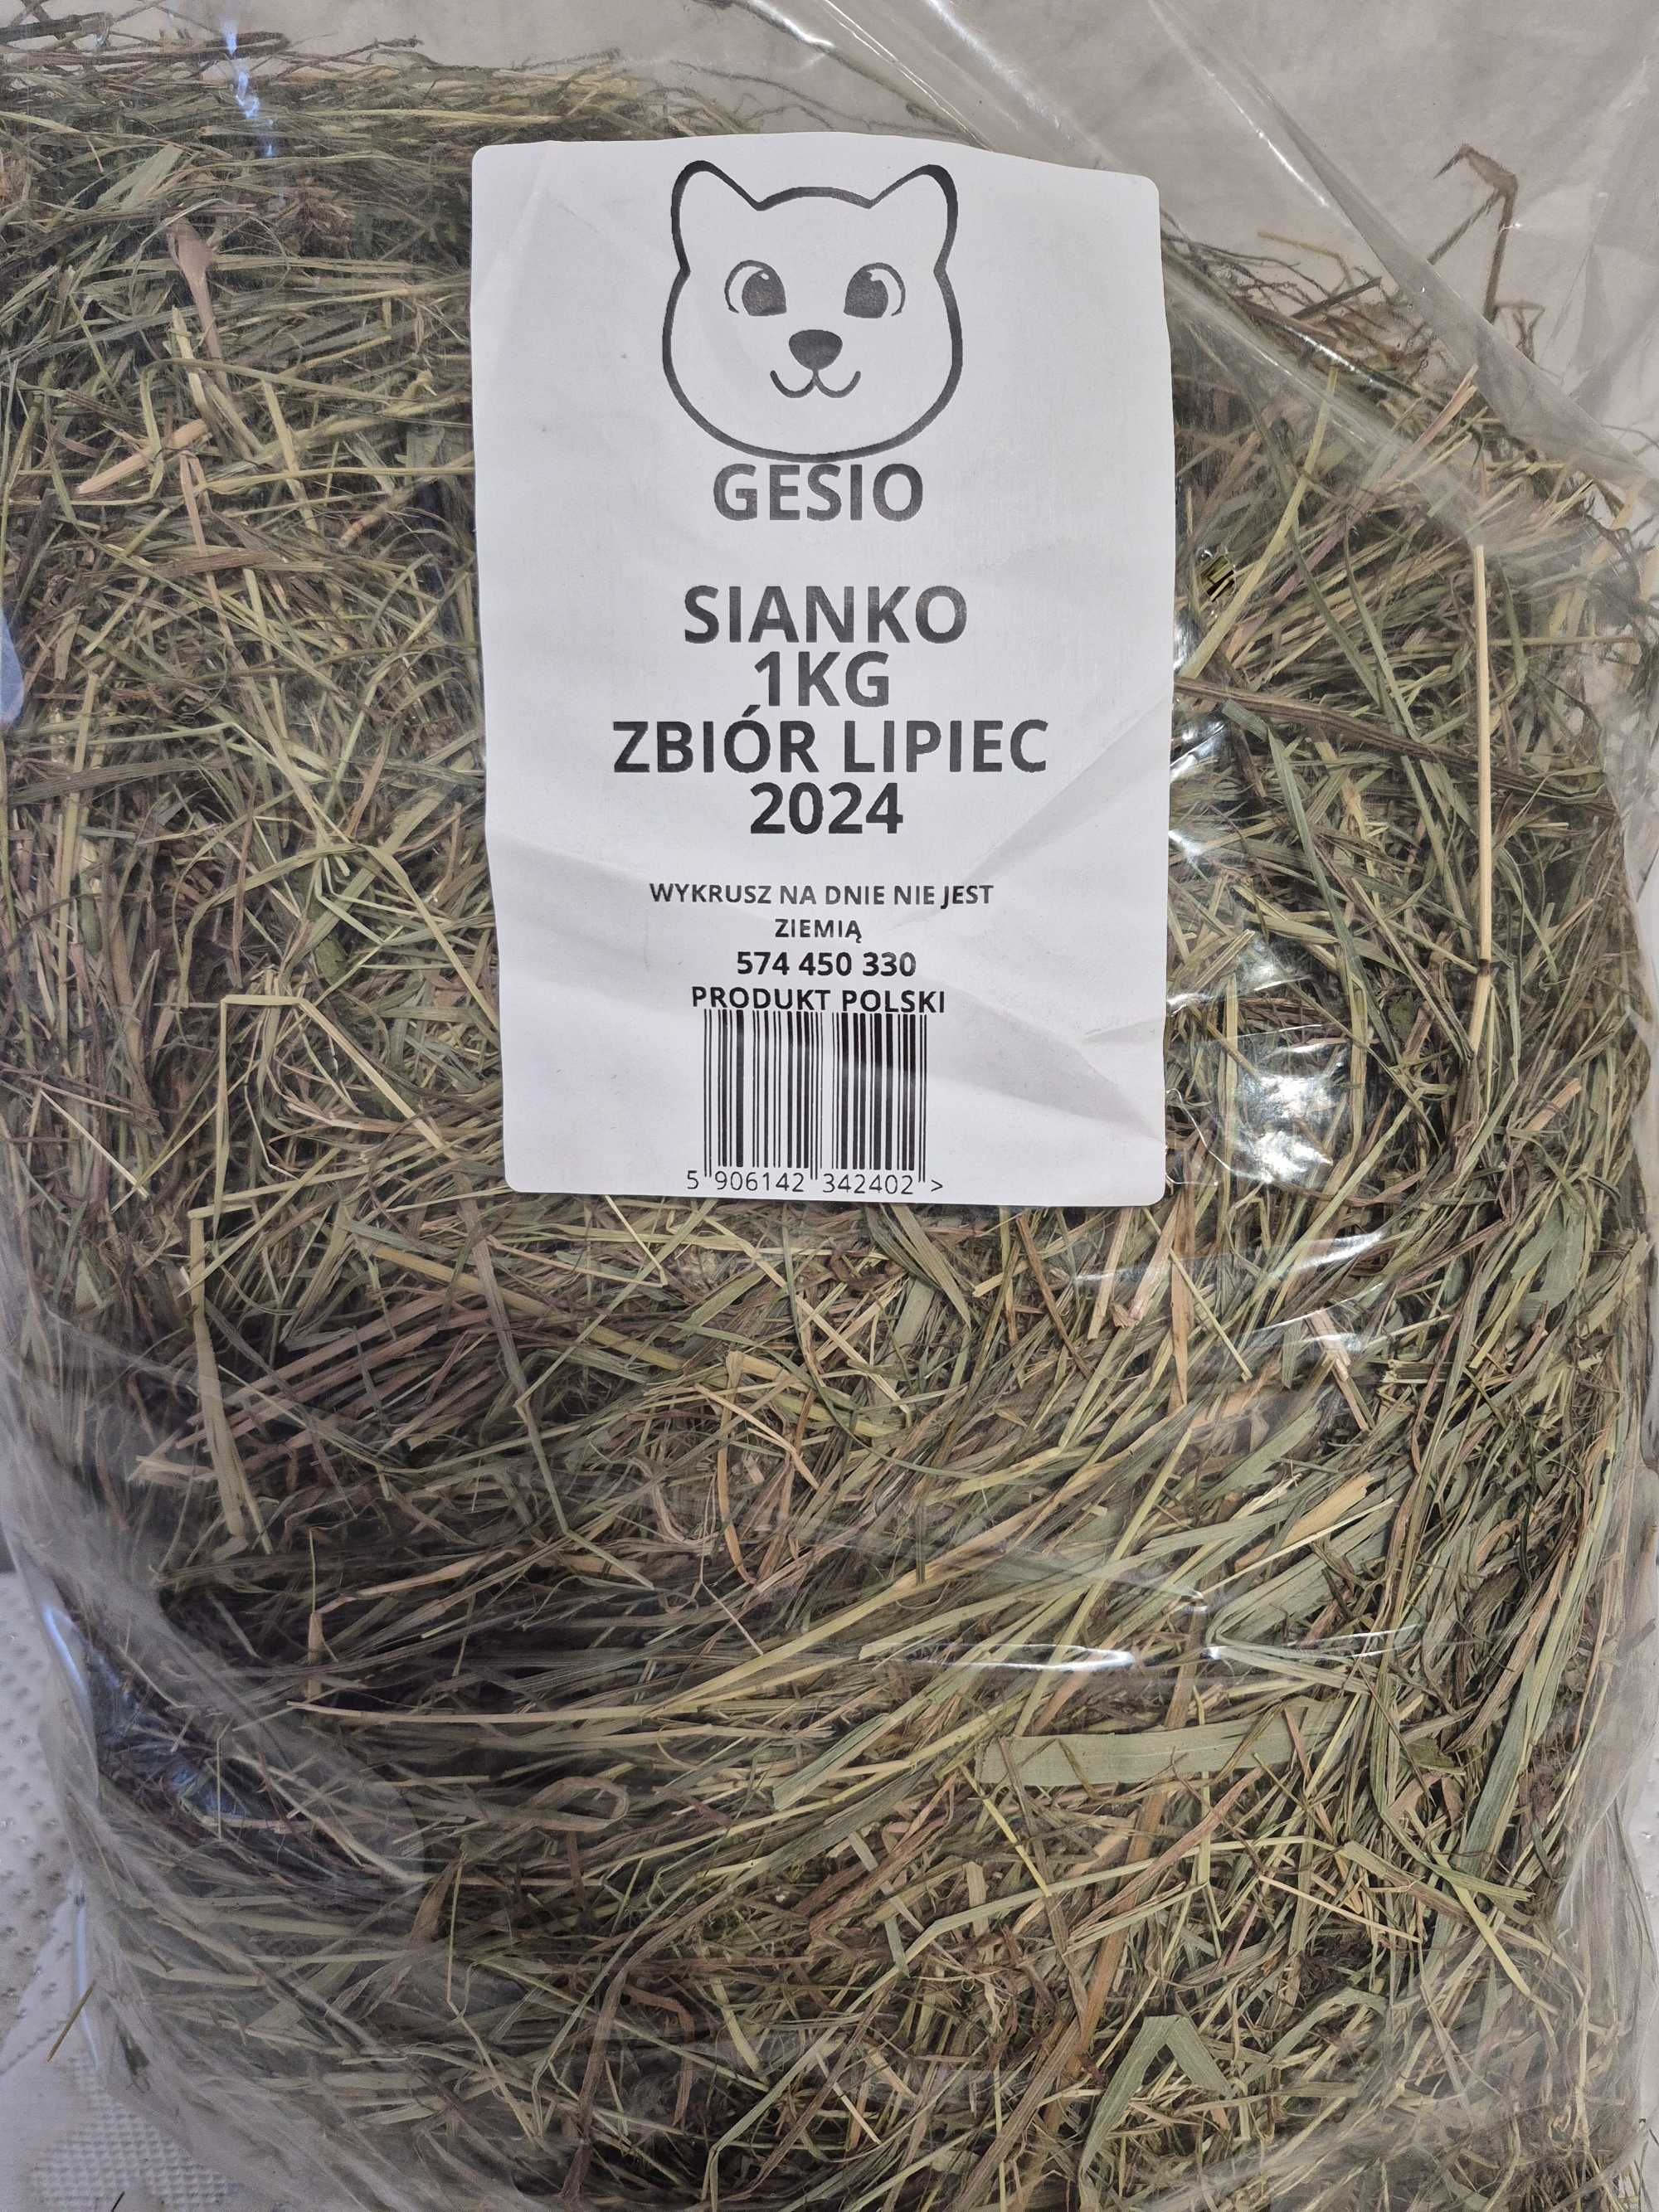 GESIO
SIANKO
1KG
ZBIÓR LIPIEC
2024
WYKRUSZ NA DNIE NIE JEST
ZIEMIĄ
574 450 330
PRODUKT POLSKI
5 906142 342402 >